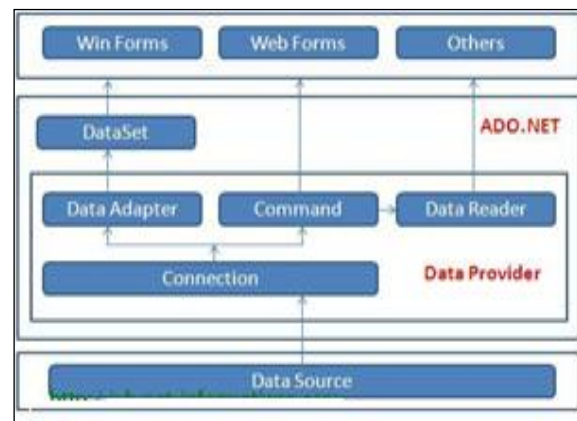 Win Forms
Web Forms
Others
DataSet
ADO.NET
Data Adapter
Command
Data Reader
Connection
Data Provider
Data Source